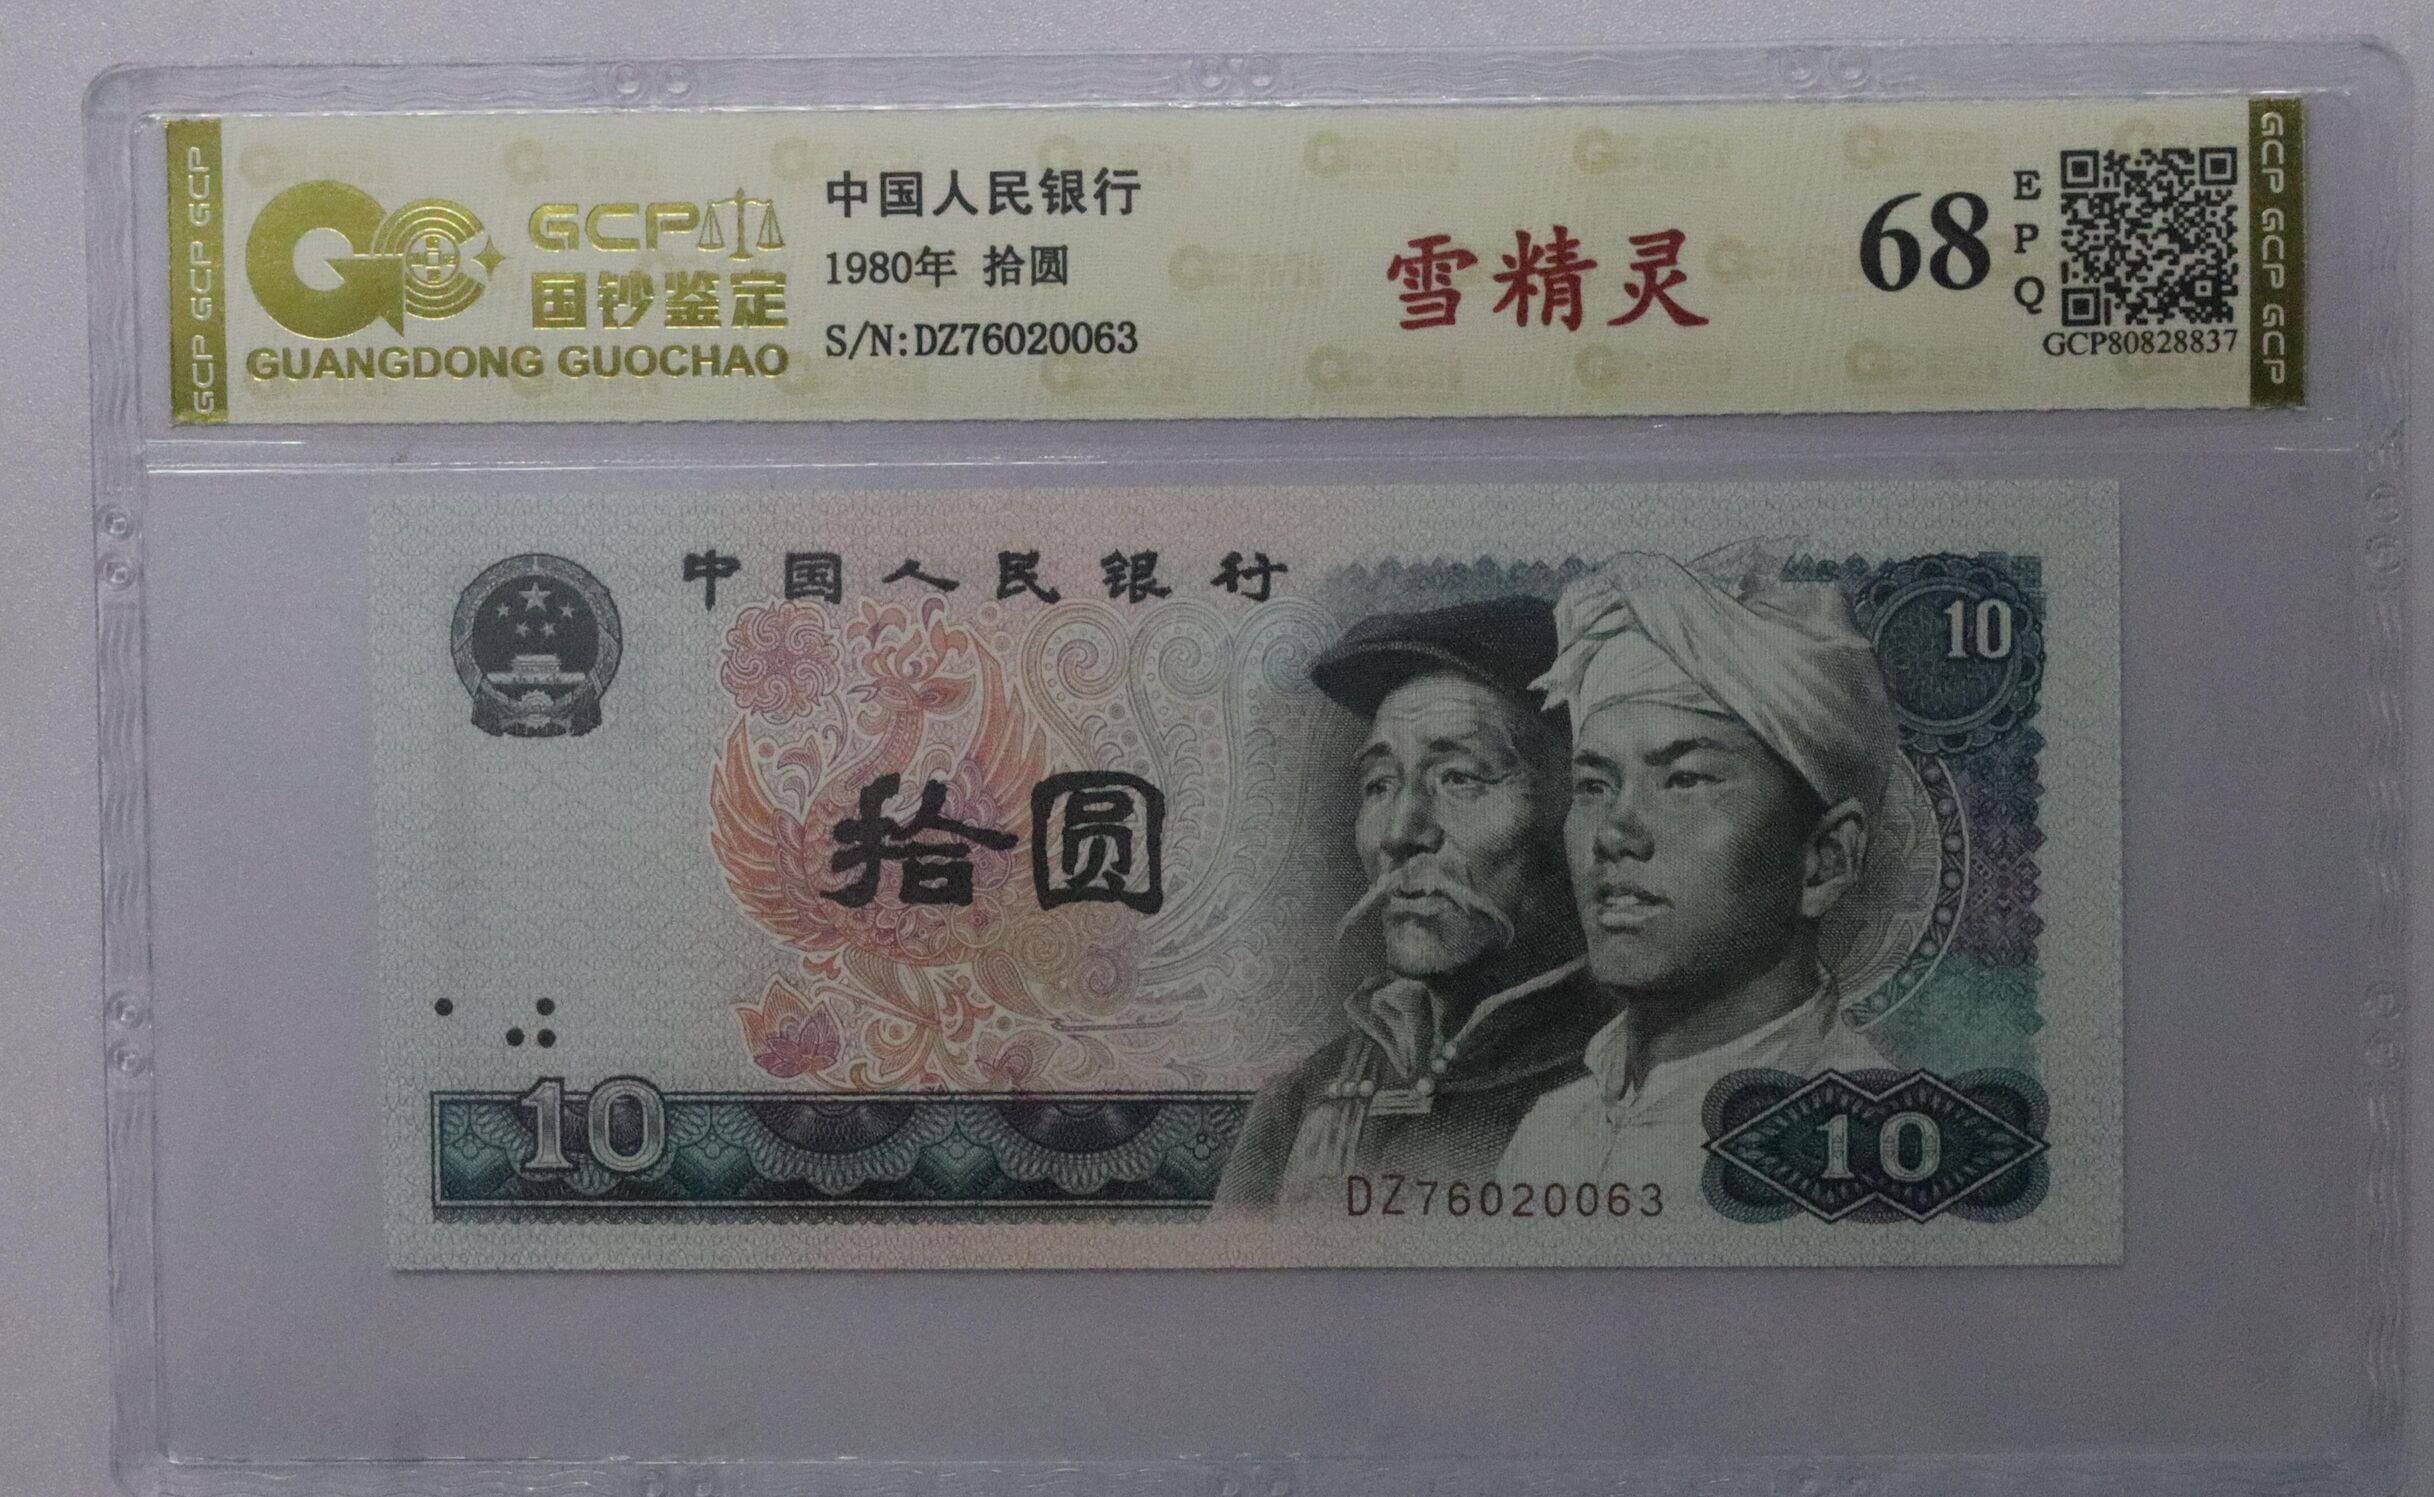 GCP GCP GCP
GCP
国钞鉴定
GUANGDONG GUOCHAO
中国人民银行
1980年 拾圆
S/N:DZ76020063
雪精灵
68
EPQ
GCP80828837
GCP GCP GCP
中国人民银行
10
拾圆
10
DZ76020063
10